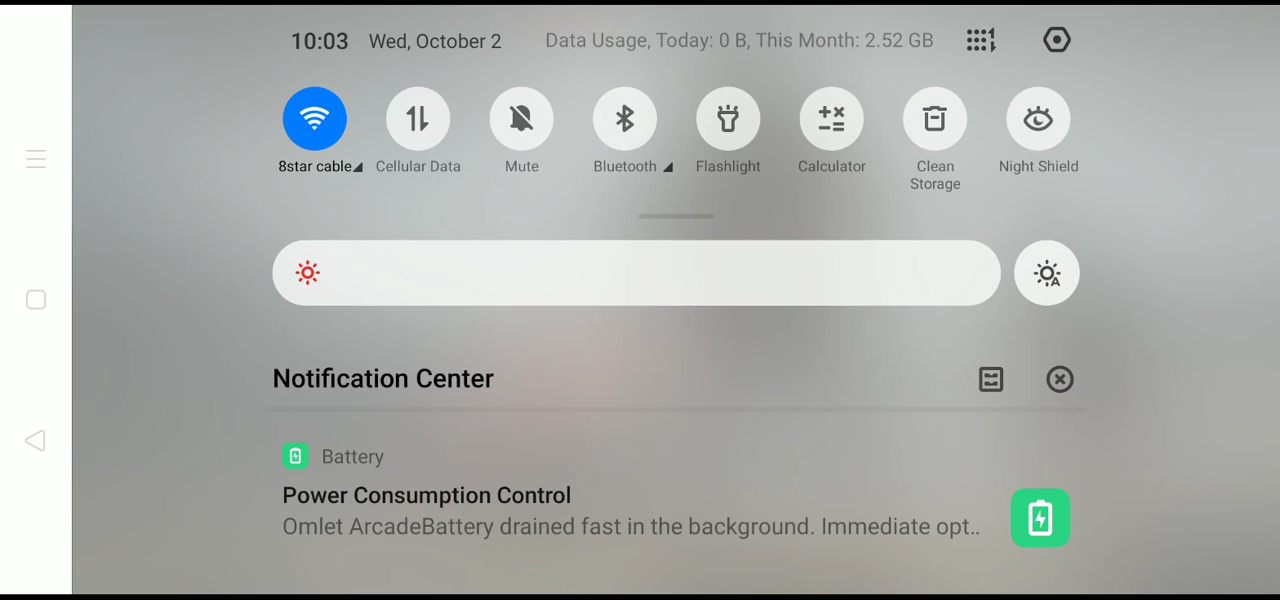 10:03 Wed, October 2 Data Usage, Today: 0 B, This Month: 2.52 GB
8star cable Cellular Data Mute Bluetooth Flashlight Calculator Clean Storage Night Shield
Notification Center
Battery
Power Consumption Control
Omlet ArcadeBattery drained fast in the background. Immediate opt..